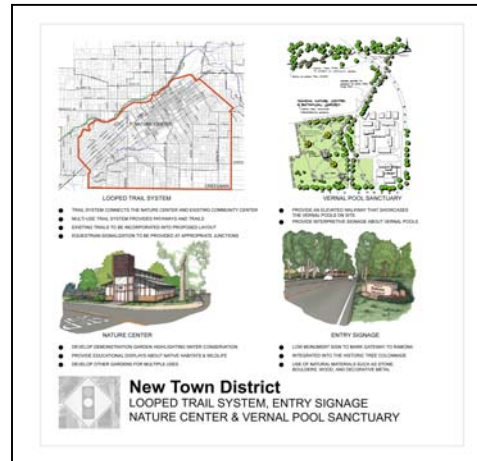 NATURE CENTER
LOOPED TRAIL SYSTEM
TRAIL SYSTEM CONNECTS THE NATURE CENTER AND EXISTING COMMUNITY CENTER
MULTI-USE TRAIL SYSTEM PROVIDES PATHWAYS AND TRAILS
EXISTING TRAILS TO BE INCORPORATED INTO PROPOSED LAYOUT
EQUESTRIAN SIGNALIZATION TO BE PROVIDED AT APPROPRIATE JUNCTIONS
VERNAL POOL SANCTUARY
PROVIDE AN ELEVATED WALKWAY THAT SHOWCASES
THE VERNAL POOLS ON SITE
PROVIDE INTERPRETIVE SIGNAGE ABOUT VERNAL POOLS
NATURE CENTER
DEVELOP DEMONSTRATION GARDEN HIGHLIGHTING WATER CONSERVATION
PROVIDE EDUCATIONAL DISPLAYS ABOUT NATIVE HABITATS & WILDLIFE
DEVELOP OTHER GARDENS FOR MULTIPLE USES
ENTRY SIGNAGE
LOW MONUMENT SIGN TO MARK GATEWAY TO RAMONA
INTEGRATED INTO THE HISTORIC TREE COLONNADE
USE OF NATURAL MATERIALS SUCH AS STONE,
BOULDERS, WOOD, AND DECORATIVE METAL
New Town District
LOOPED TRAIL SYSTEM, ENTRY SIGNAGE
NATURE CENTER & VERNAL POOL SANCTUARY